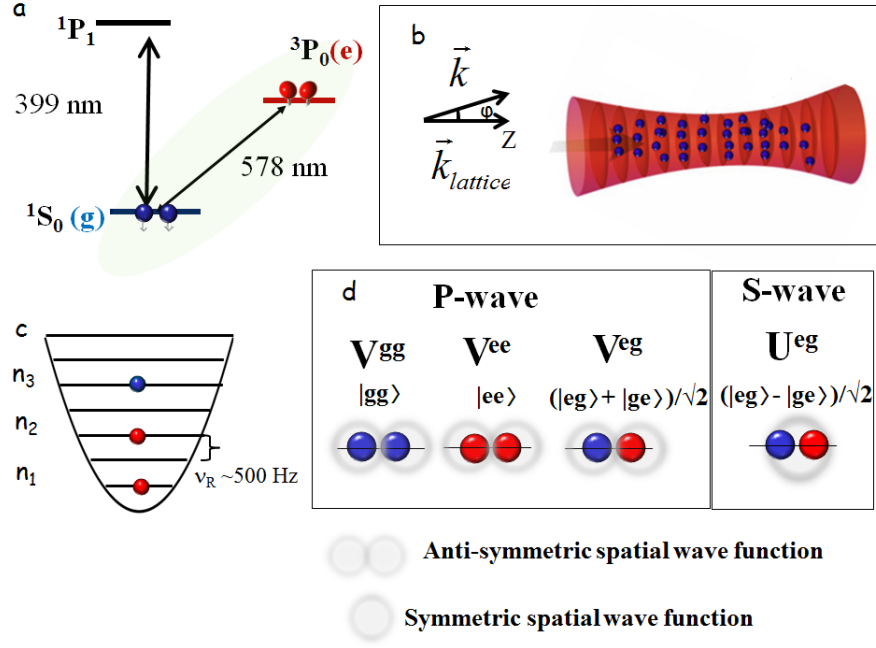 a
¹P₁
³P₀(e)
399 nm
578 nm
¹S₀ (g)
b
k⃗
φ
Z
k⃗lattice
c
n₃
n₂
n₁
νR ~500 Hz
d
P-wave
S-wave
Vᵍᵍ
Vᵉᵉ
Vᵉᵍ
Uᵉᵍ
|gg⟩
|ee⟩
(|eg⟩+ |ge⟩)/√2
(|eg⟩- |ge⟩)/√2
Anti-symmetric spatial wave function
Symmetric spatial wave function